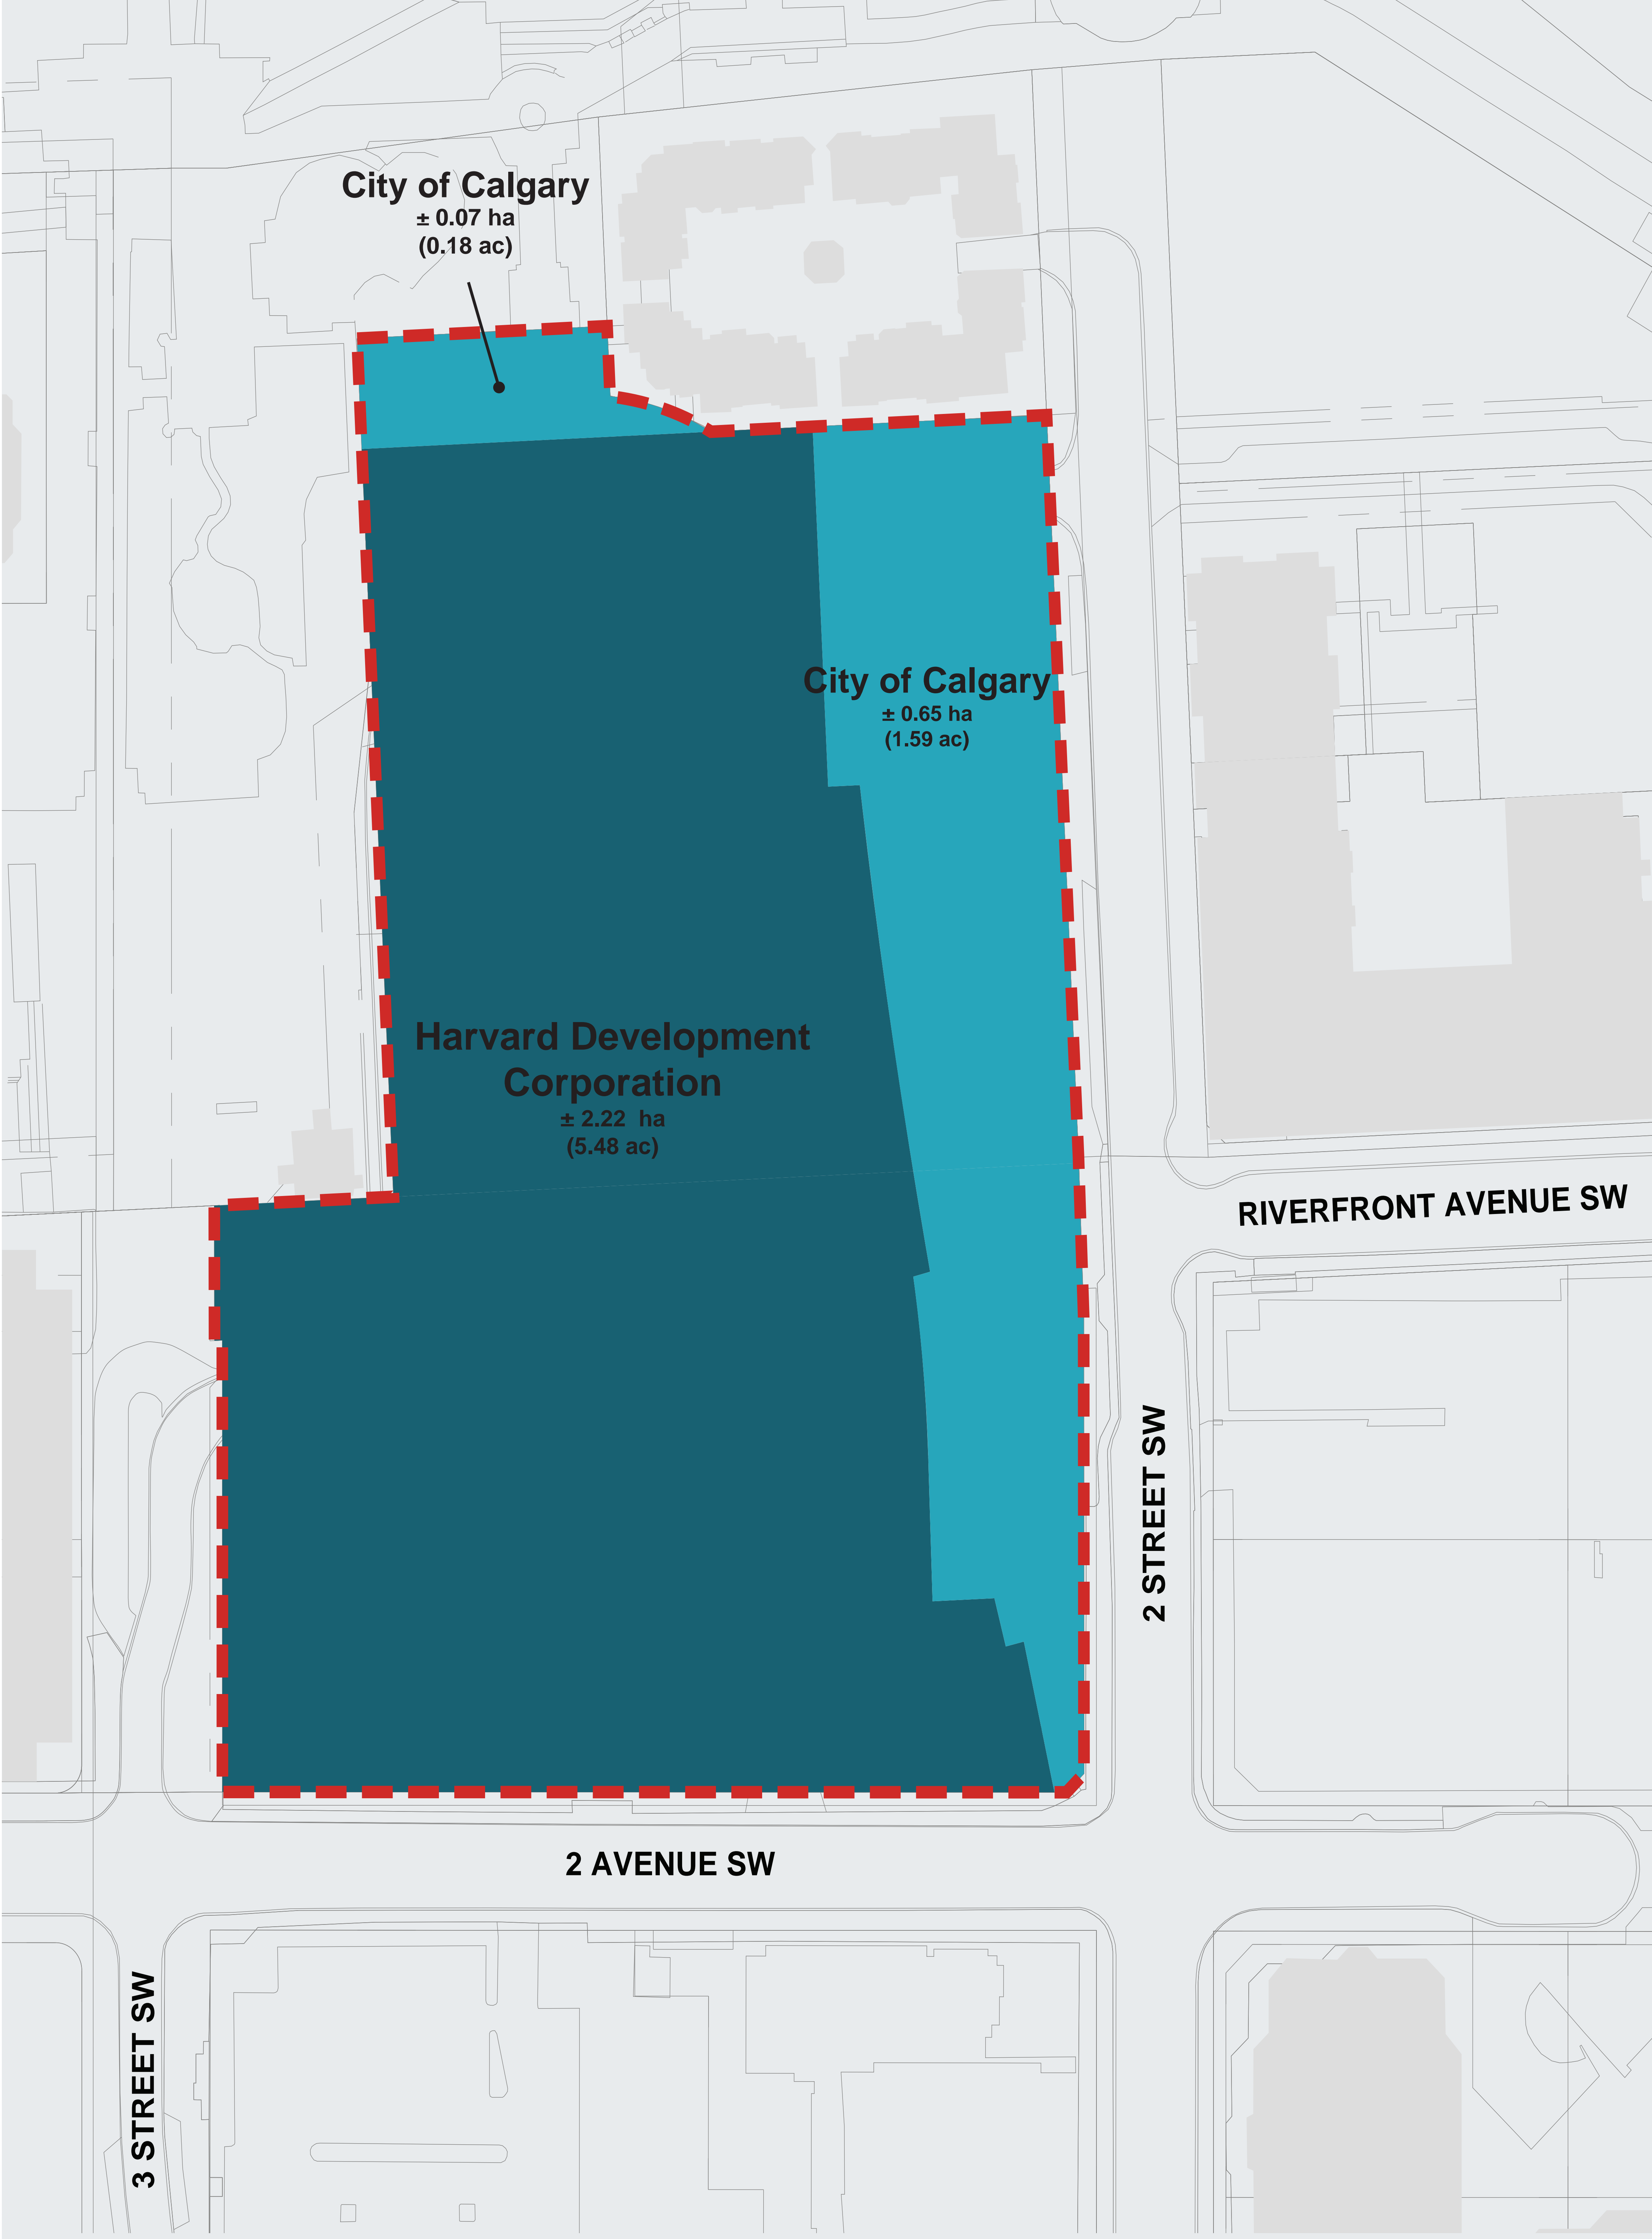 City of Calgary
± 0.07 ha
(0.18 ac)
City of Calgary
± 0.65 ha
(1.59 ac)
Harvard Development
Corporation
± 2.22 ha
(5.48 ac)
RIVERFRONT AVENUE SW
2 STREET SW
2 AVENUE SW
3 STREET SW